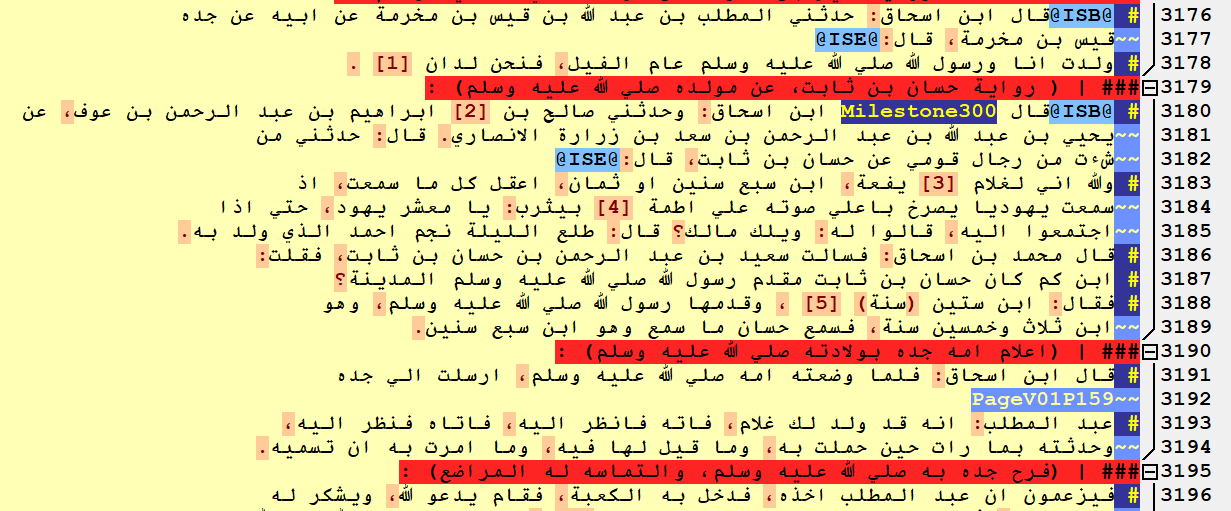 3176 # @ISB@قال ابن اسحاق: حدثني المطلب بن عبد الله بن قيس بن مخرمة عن ابيه عن جده
3177 ~~قيس بن مخرمة، قال:@ISE@
3178 # ولدت انا ورسول الله صلي الله عليه وسلم عام الفيل، فنحن لدان [1] .
3179 ### | ( رواية حسان بن ثابت، عن مولده صلي الله عليه وسلم) :
3180 # @ISB@قال Milestone300 ابن اسحاق: وحدثني صالح بن [2] ابراهيم بن عبد الرحمن بن عوف، عن
3181 ~~يحيي بن عبد الله بن عبد الرحمن بن سعد بن زرارة الانصاري. قال: حدثني من
3182 ~~شءت من رجال قومي عن حسان بن ثابت، قال:@ISE@
3183 # والله اني لغلام [3] يفعة، ابن سبع سنين او ثمان، اعقل كل ما سمعت، اذ
3184 ~~سمعت يهوديا يصرخ باعلي صوته علي اطمة [4] بيثرب: يا معشر يهود، حتي اذا
3185 ~~اجتمعوا اليه، قالوا له: ويلك مالك؟ قال: طلع الليلة نجم احمد الذي ولد به.
3186 # قال محمد بن اسحاق: فسالت سعيد بن عبد الرحمن بن حسان بن ثابت، فقلت:
3187 # ابن كم كان حسان بن ثابت مقدم رسول الله صلي الله عليه وسلم المدينة؟
3188 # فقال: ابن ستين (سنة) [5] ، وقدمها رسول الله صلي الله عليه وسلم، وهو
3189 ~~ابن ثلاث وخمسين سنة، فسمع حسان ما سمع وهو ابن سبع سنين.
3190 ### | (اعلام امه جده بولادته صلي الله عليه وسلم) :
3191 # قال ابن اسحاق: فلما وضعته امه صلي الله عليه وسلم، ارسلت الي جده
3192 ~~PageV01P159
3193 # عبد المطلب: انه قد ولد لك غلام، فاته فانظر اليه، فاتاه فنظر اليه،
3194 ~~وحدثته بما رات حين حملت به، وما قيل لها فيه، وما امرت به ان تسميه.
3195 ### | (فرح جده به صلي الله عليه وسلم، والتماسه له المراضع) :
3196 # فيزعمون ان عبد المطلب اخذه، فدخل به الكعبة، فقام يدعو الله، ويشكر له